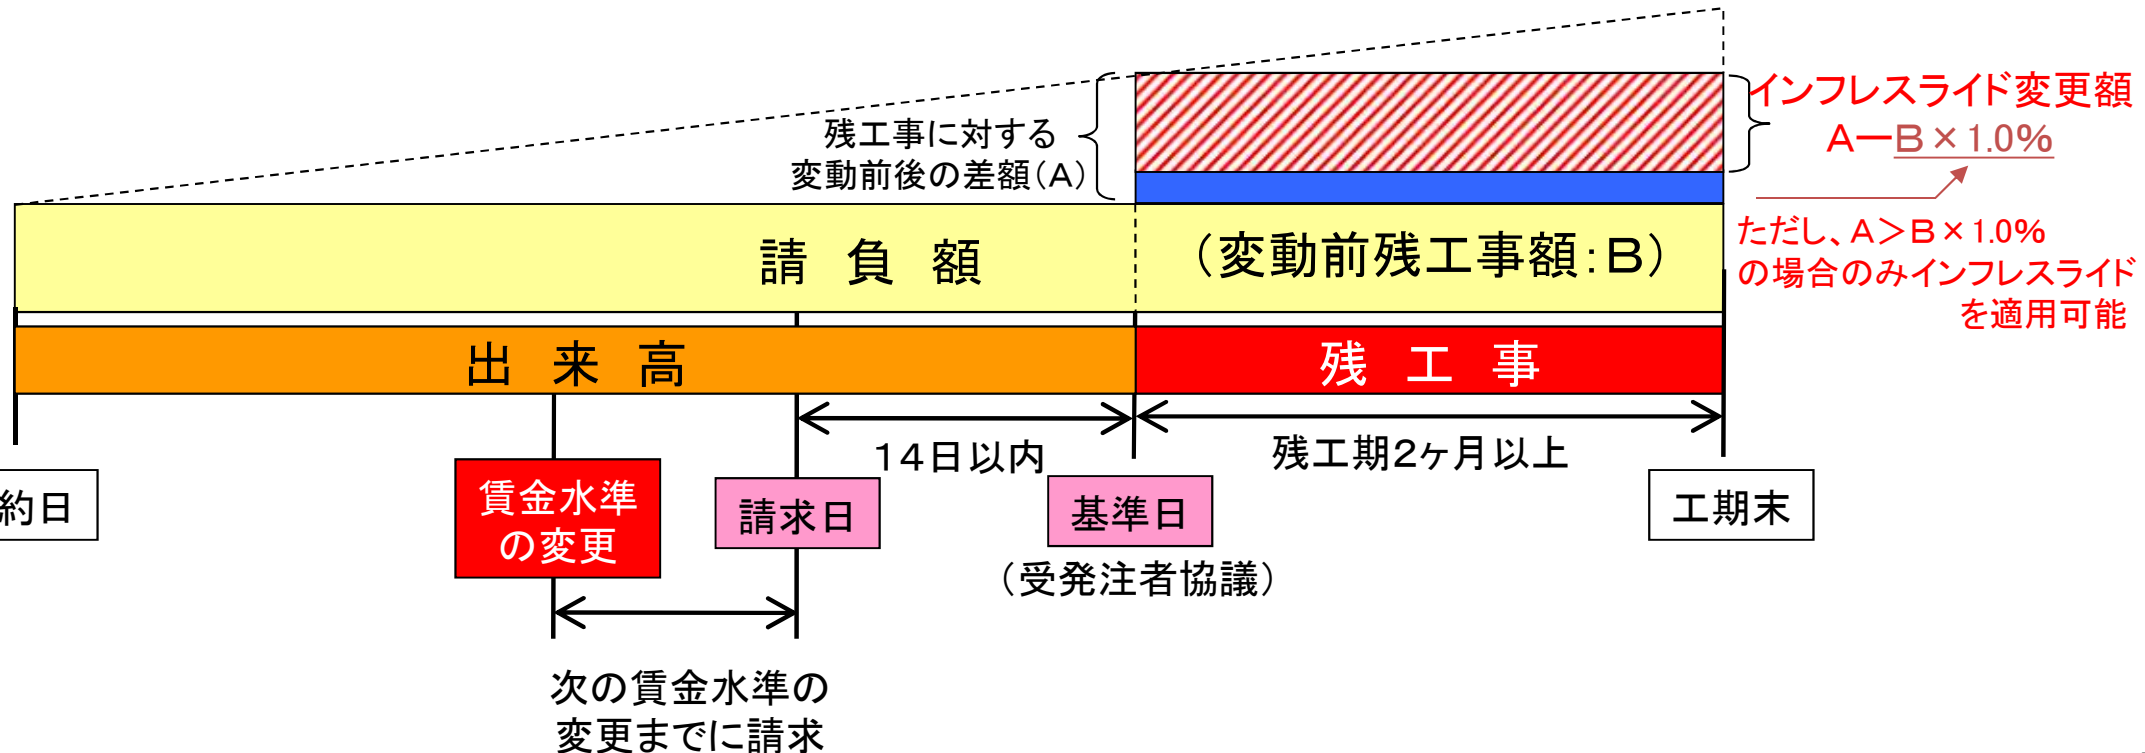 インフレスライド変更額
A－B×1.0%
残工事に対する
変動前後の差額(A)
ただし、A＞B×1.0%
の場合のみインフレスライド
を適用可能
請　負　額
(変動前残工事額:B)
出　来　高
残　工　事
14日以内
残工期2ヶ月以上
約日
賃金水準
の変更
請求日
基準日
(受発注者協議)
工期末
次の賃金水準の
変更までに請求